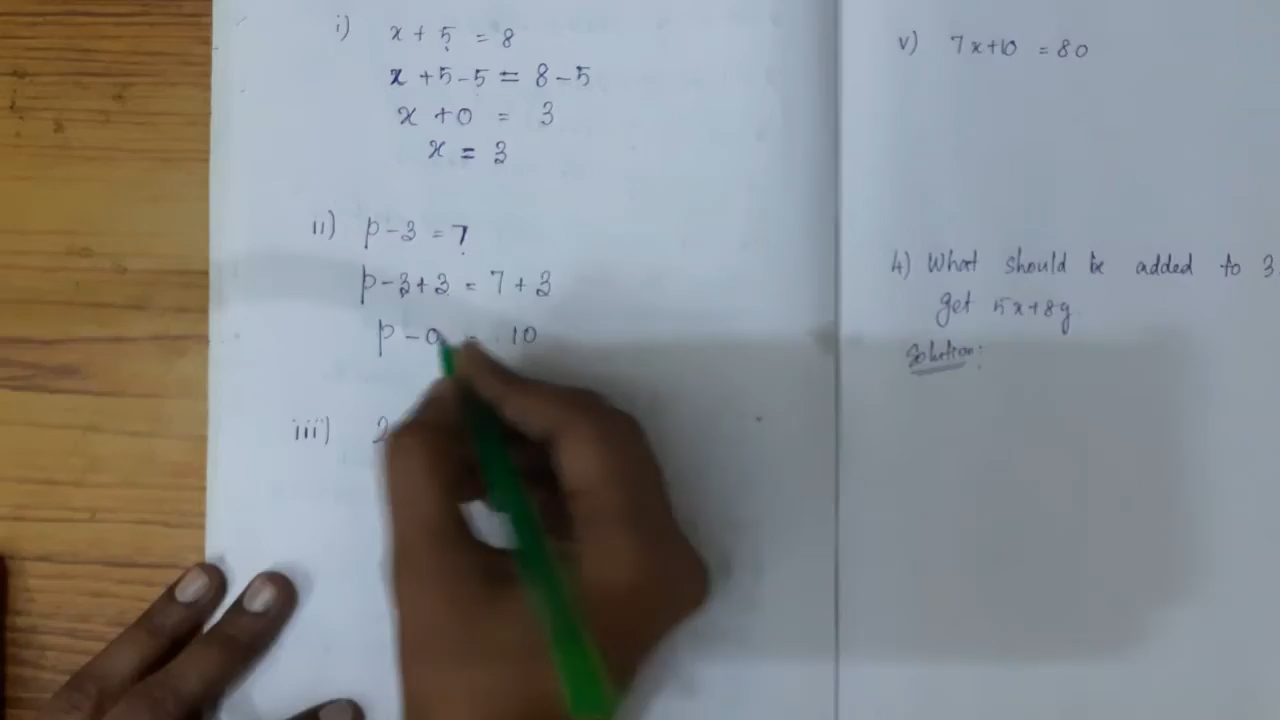 i) x + 5 = 8
x + 5 - 5 = 8 - 5
x + 0 = 3
x = 3
ii) p - 3 = 7
p - 3 + 3 = 7 + 3
p - 0 = 10
iii) 2
v) 7x + 10 = 80
4) What should be added to 3
get 5x + 8y
Solution: